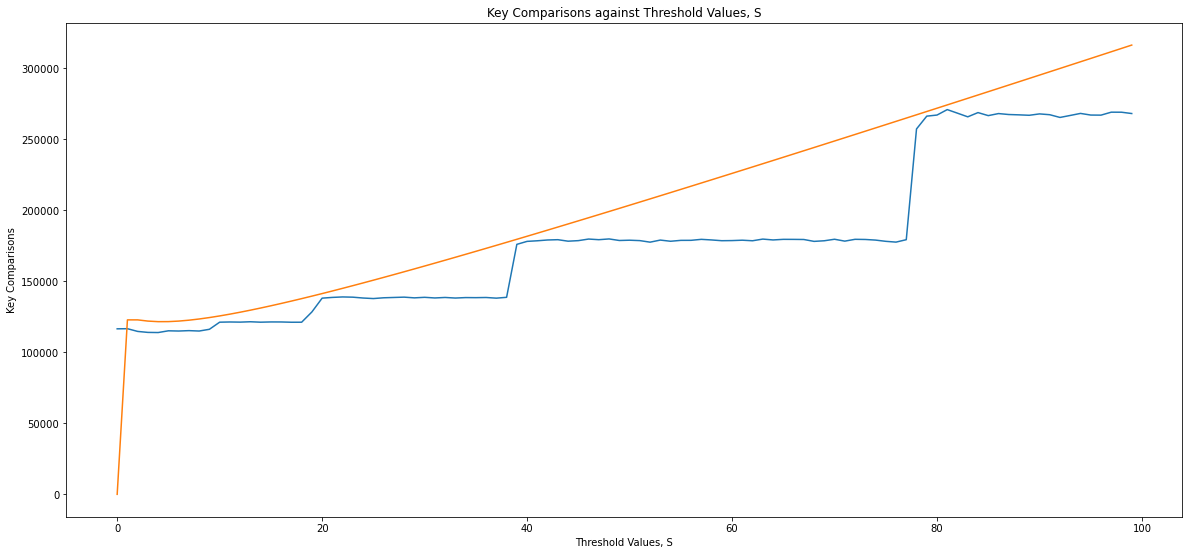 Key Comparisons against Threshold Values, S
Key Comparisons
300000
250000
200000
150000
100000
50000
0
0 20 40 60 80 100
Threshold Values, S